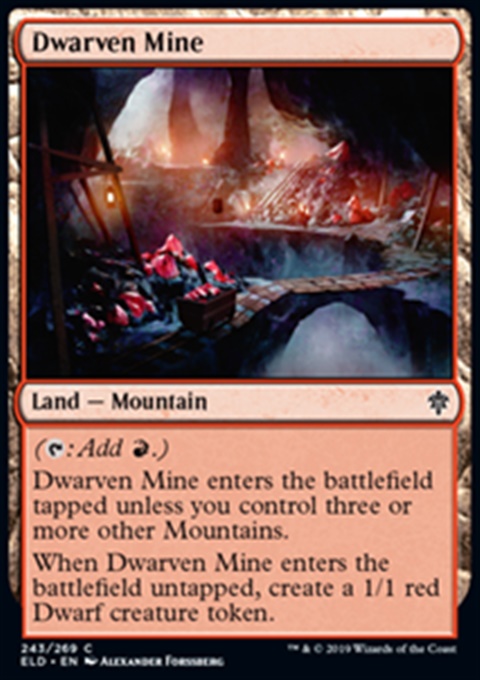 Dwarven Mine
Land — Mountain
(:Add .)
Dwarven Mine enters the battlefield
tapped unless you control three or
more other Mountains.
When Dwarven Mine enters the
battlefield untapped, create a 1/1 red
Dwarf creature token.
243/269 C
™ & © 2019 Wizards of the Coast
ELD • EN Alexander Forssberg